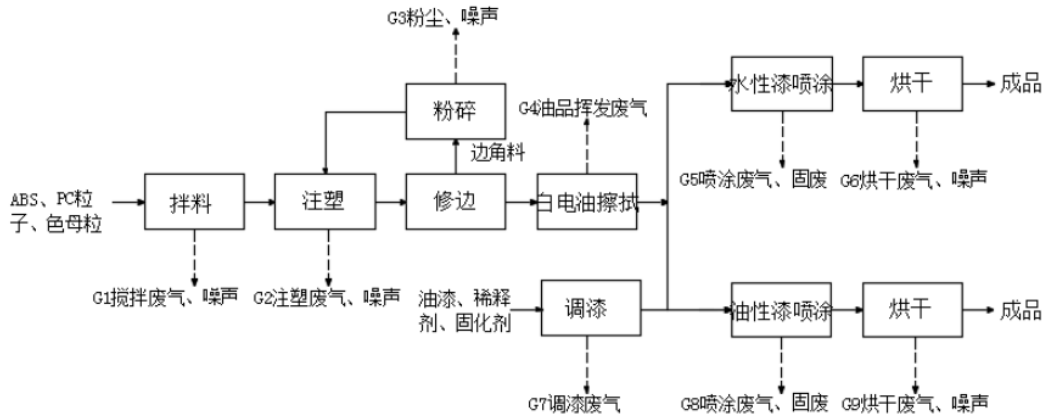 G3粉尘、噪声
水性漆喷涂
烘干
成品
粉碎
G4油品挥发废气
边角料
G5喷涂废气、固废
G6烘干废气、噪声
ABS、PC粒
子、色母粒
拌料
注塑
修边
白电油擦拭
G1搅拌废气、噪声
G2注塑废气、噪声
油漆、稀释
剂、固化剂
调漆
油性漆喷涂
烘干
成品
G7调漆废气
G8喷涂废气、固废
G9烘干废气、噪声